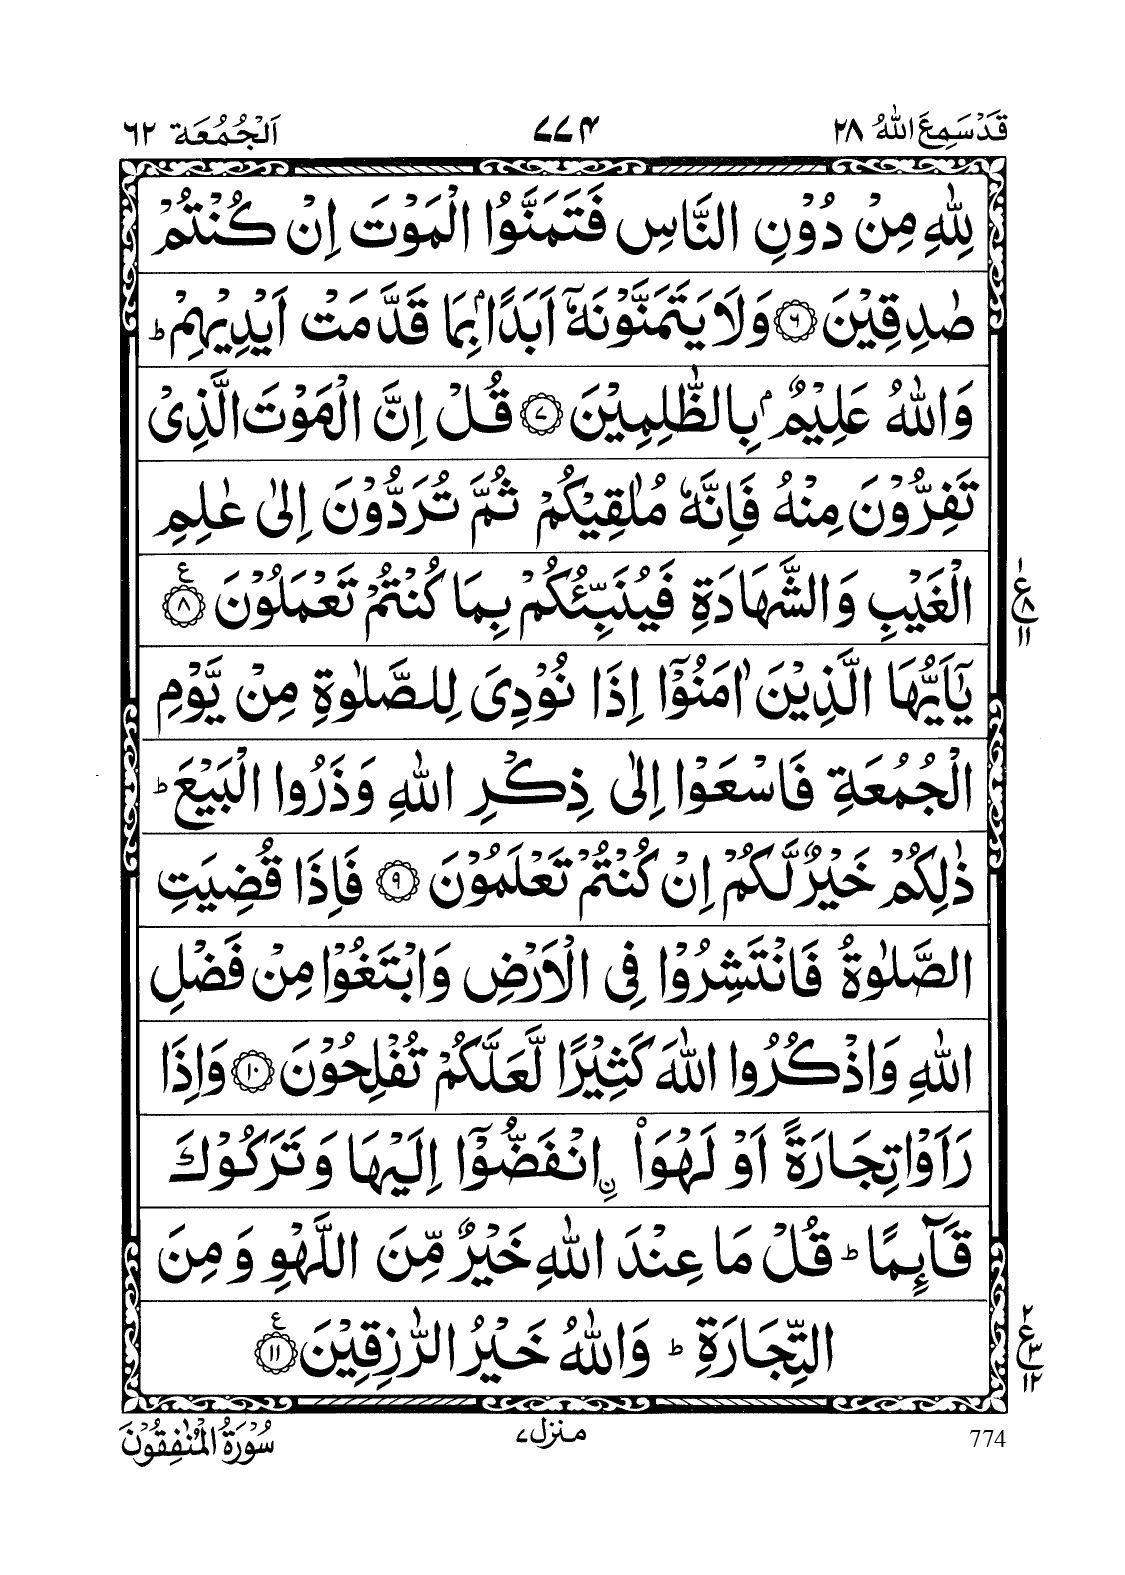 قَدْ سَمِعَ اللّٰهُ ٢٨ ٧٧٤ اَلْجُمُعَة ٦٢
لِلّٰهِ مِنْ دُوْنِ النَّاسِ فَتَمَنَّوُا الْمَوْتَ اِنْ كُنْتُمْ
صٰدِقِيْنَ ۝٦ وَلَا يَتَمَنَّوْنَهٗۤ اَبَدًۢا بِمَا قَدَّمَتْ اَيْدِيْهِمْ ؕ
وَاللّٰهُ عَلِيْمٌۢ بِالظّٰلِمِيْنَ ۝٧ قُلْ اِنَّ الْمَوْتَ الَّذِىْ
تَفِرُّوْنَ مِنْهُ فَاِنَّهٗ مُلٰقِيْكُمْ ثُمَّ تُرَدُّوْنَ اِلٰى عٰلِمِ
الْغَيْبِ وَالشَّهَادَةِ فَيُنَبِّئُكُمْ بِمَا كُنْتُمْ تَعْمَلُوْنَ ۝٨ ع
١ ع ٨ ١١
يٰۤاَيُّهَا الَّذِيْنَ اٰمَنُوْۤا اِذَا نُوْدِىَ لِلصَّلٰوةِ مِنْ يَّوْمِ
الْجُمُعَةِ فَاسْعَوْا اِلٰى ذِكْرِ اللّٰهِ وَذَرُوا الْبَيْعَ ؕ
ذٰلِكُمْ خَيْرٌ لَّكُمْ اِنْ كُنْتُمْ تَعْلَمُوْنَ ۝٩ فَاِذَا قُضِيَتِ
الصَّلٰوةُ فَانْتَشِرُوْا فِى الْاَرْضِ وَابْتَغُوْا مِنْ فَضْلِ
اللّٰهِ وَاذْكُرُوا اللّٰهَ كَثِيْرًا لَّعَلَّكُمْ تُفْلِحُوْنَ ۝١٠ وَاِذَا
رَاَوْا تِجَارَةً اَوْ لَهْوَا۟ ۨانْفَضُّوْۤا اِلَيْهَا وَتَرَكُوْكَ
قَآئِمًا ؕ قُلْ مَا عِنْدَ اللّٰهِ خَيْرٌ مِّنَ اللَّهْوِ وَمِنَ
التِّجَارَةِ ؕ وَاللّٰهُ خَيْرُ الرّٰزِقِيْنَ ۝١١ ع
٢ ع ٣ ١٢
774 منزل ٧ سُوْرَةُ الْمُنٰفِقُوْنَ